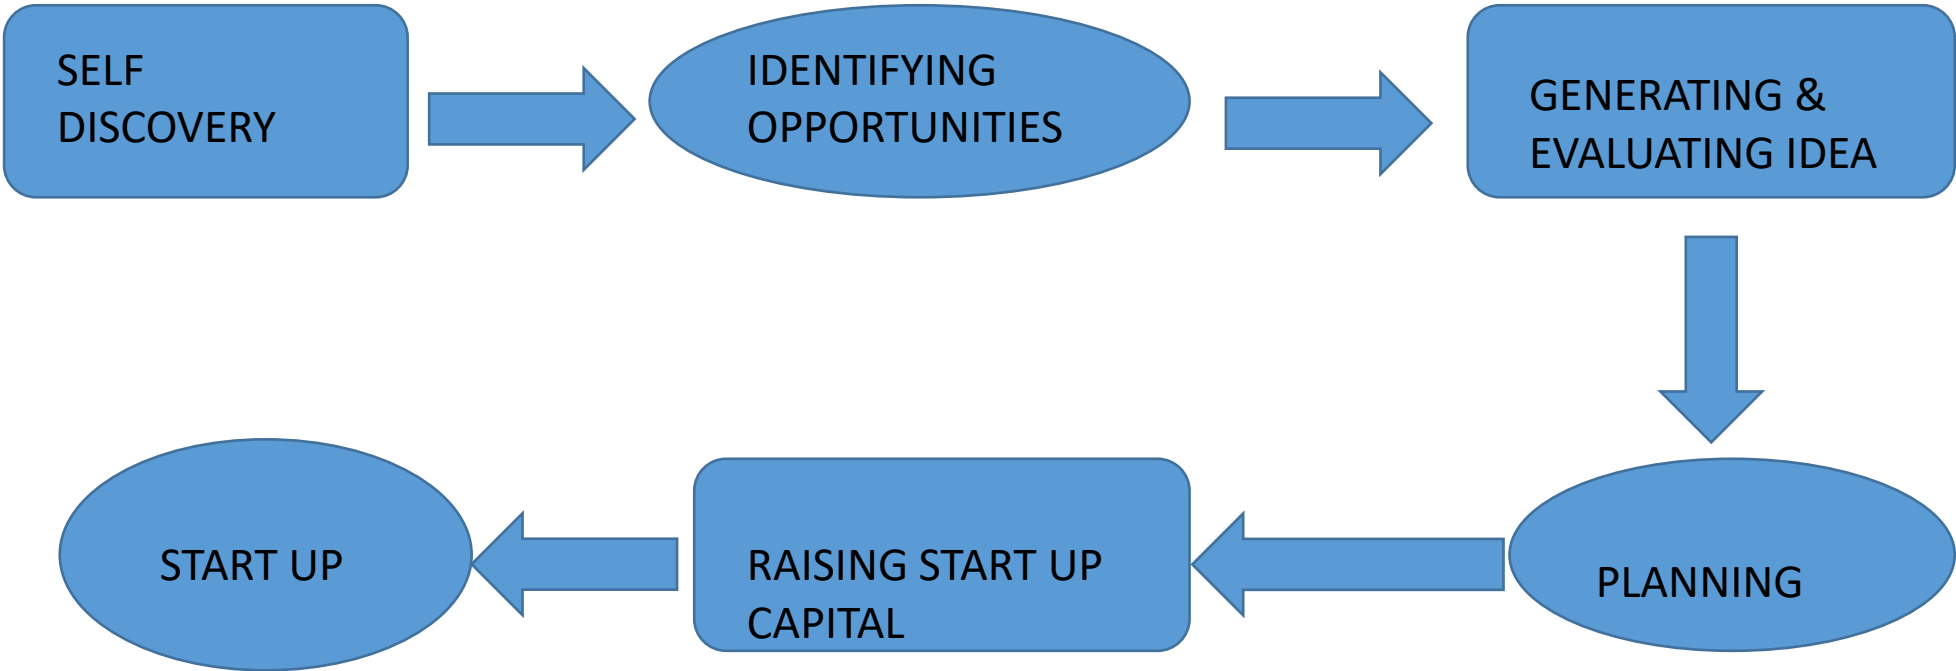 SELF
DISCOVERY
IDENTIFYING
OPPORTUNITIES
GENERATING &
EVALUATING IDEA
PLANNING
RAISING START UP
CAPITAL
START UP